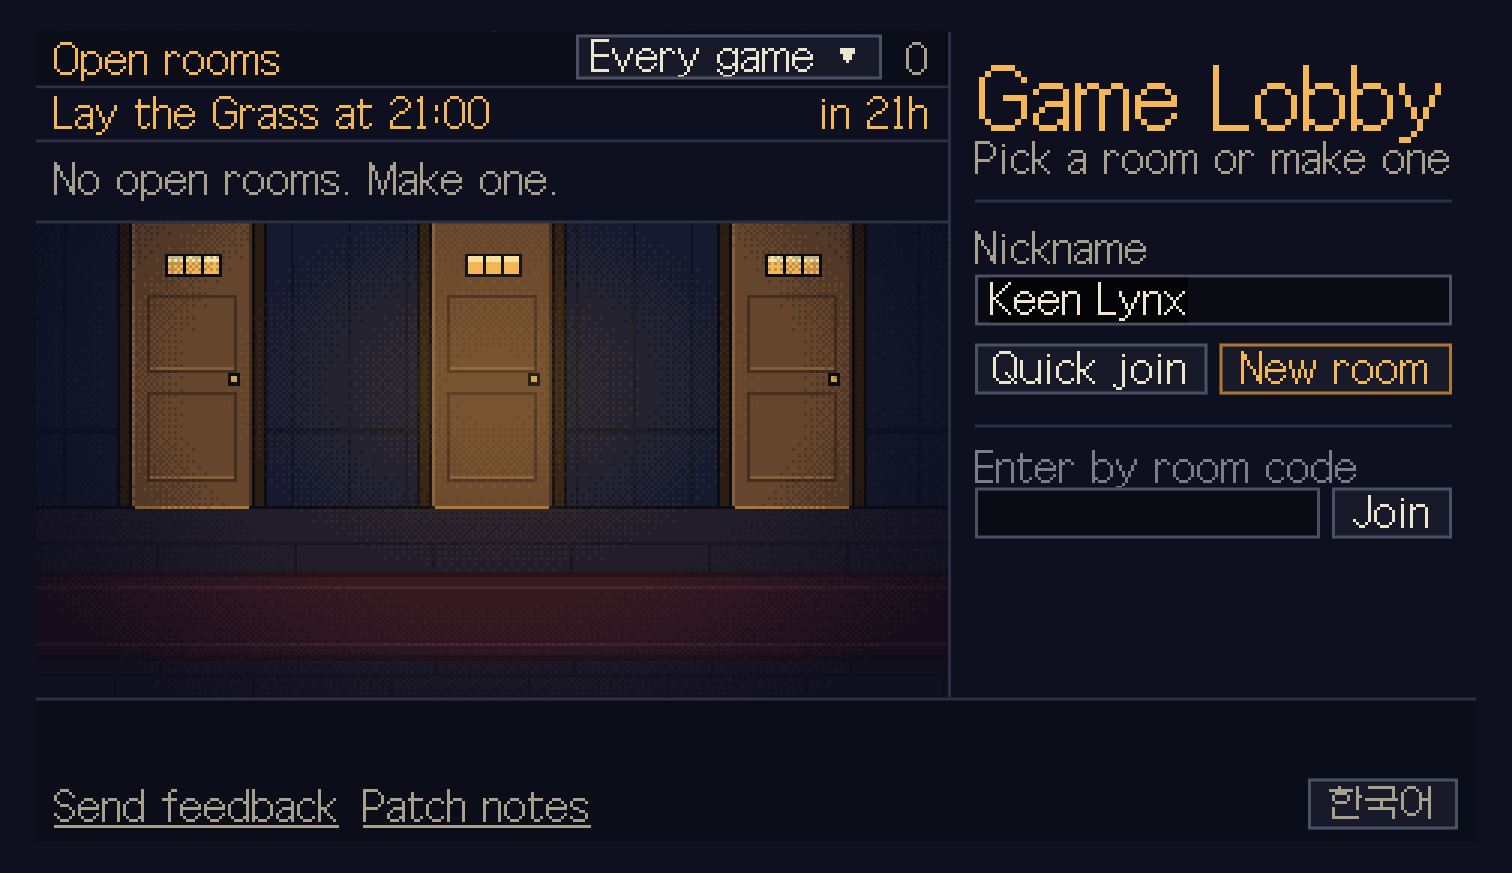 Open rooms
Every game ▼ 0
Lay the Grass at 21:00 in 21h
No open rooms. Make one.
Game Lobby
Pick a room or make one
Nickname
Keen Lynx
Quick join New room
Enter by room code
Join
Send feedback Patch notes
한국어